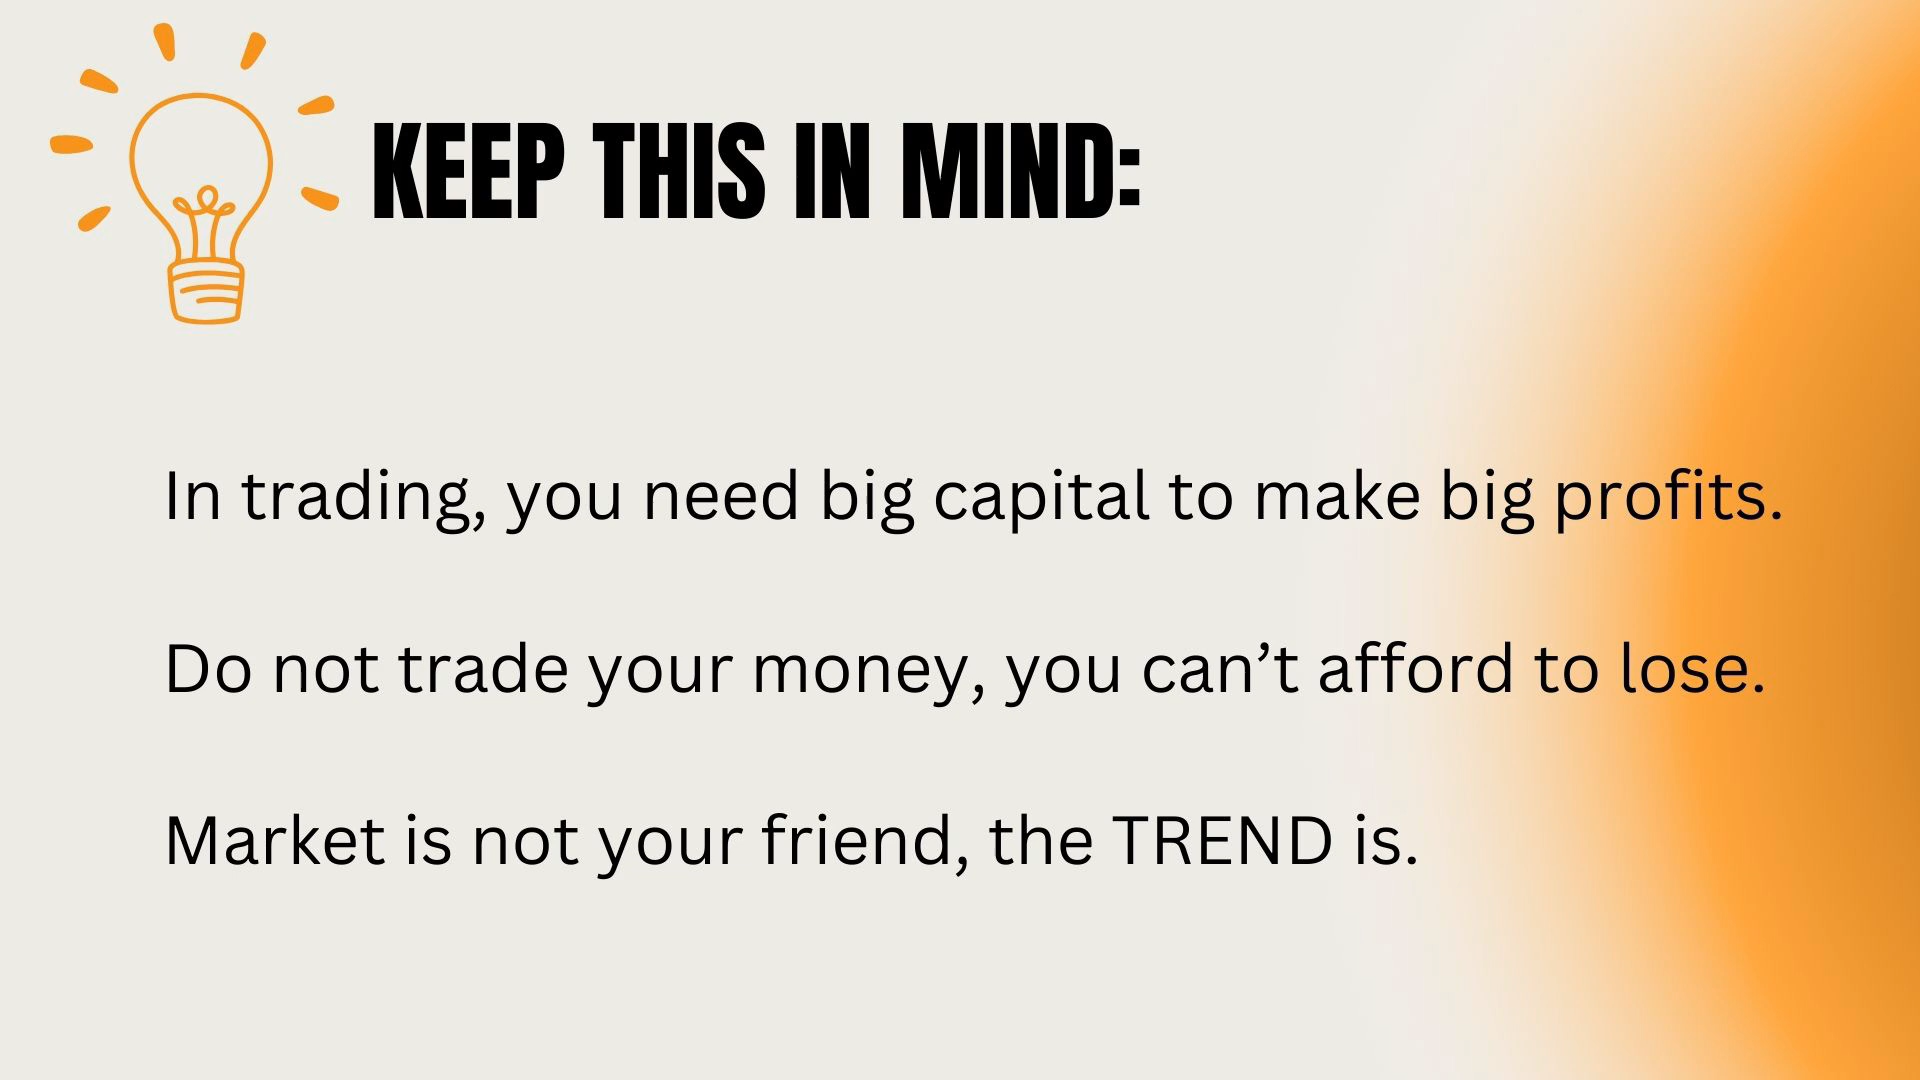 KEEP THIS IN MIND:
In trading, you need big capital to make big profits.
Do not trade your money, you can’t afford to lose.
Market is not your friend, the TREND is.